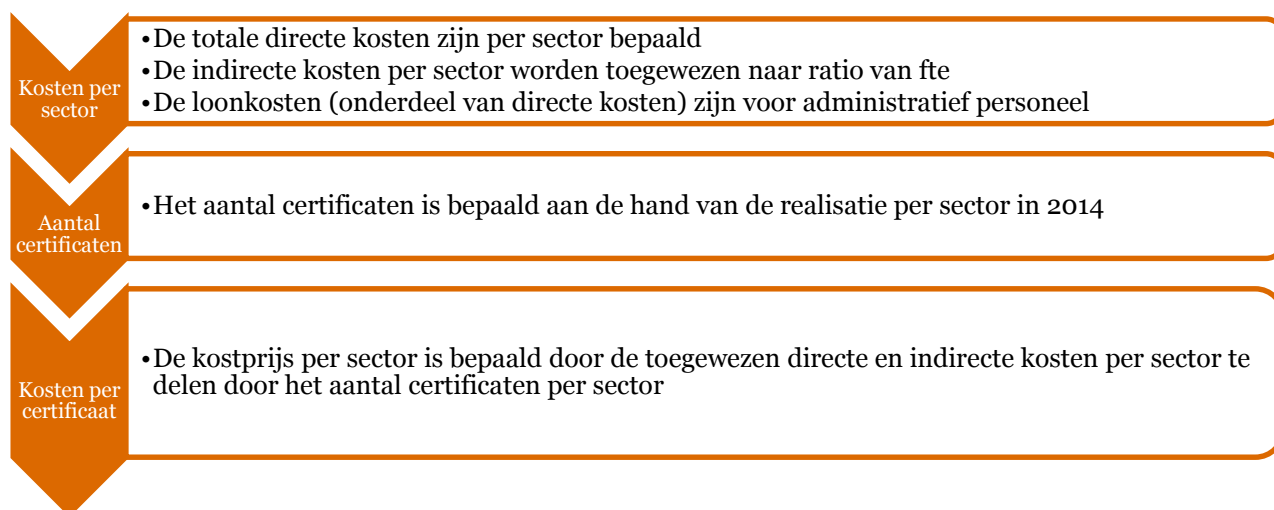 Kosten per
sector
•De totale directe kosten zijn per sector bepaald
•De indirecte kosten per sector worden toegewezen naar ratio van fte
•De loonkosten (onderdeel van directe kosten) zijn voor administratief personeel
Aantal
certificaten
•Het aantal certificaten is bepaald aan de hand van de realisatie per sector in 2014
Kosten per
certificaat
•De kostprijs per sector is bepaald door de toegewezen directe en indirecte kosten per sector te
delen door het aantal certificaten per sector